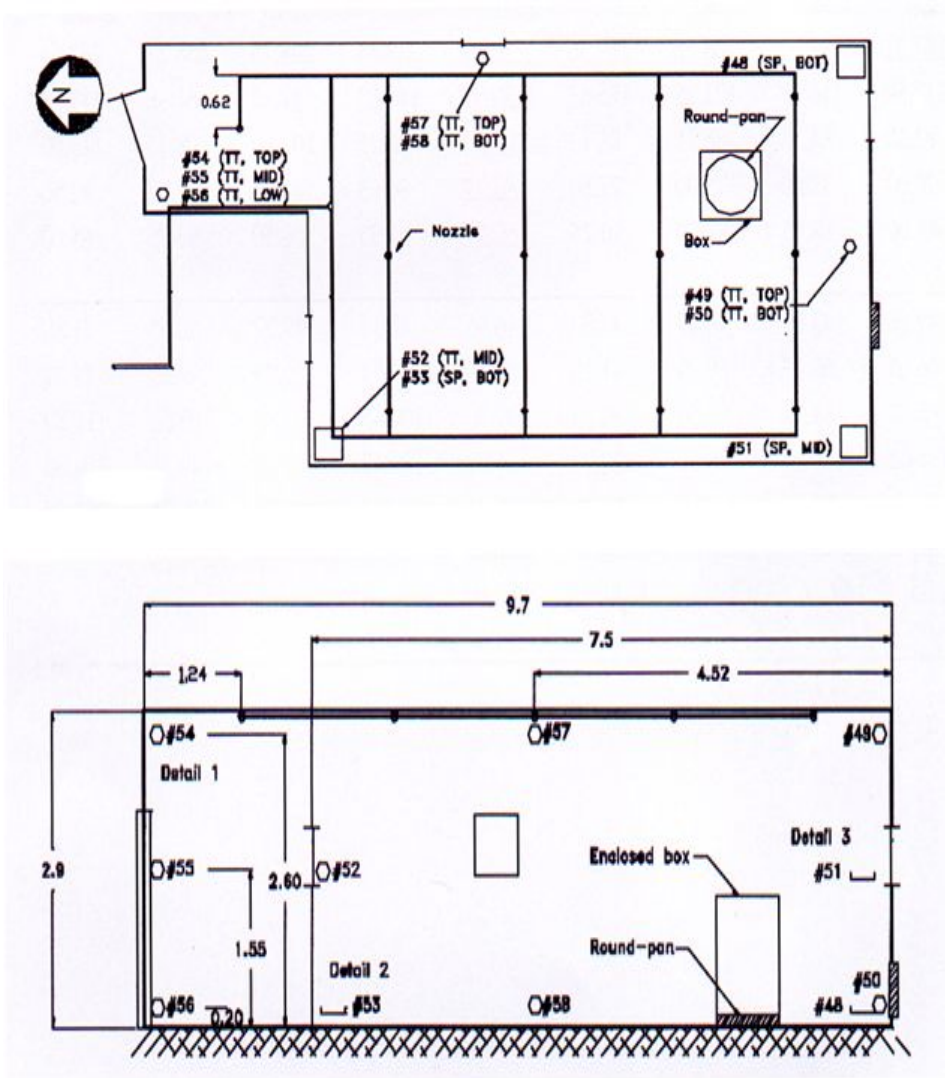 N
#48 (SP, BOT)
0.62
#57 (TT, TOP)
#58 (TT, BOT)
Round-pan
#54 (TT, TOP)
#55 (TT, MID)
#56 (TT, LOW)
Nozzle
Box
#49 (TT, TOP)
#50 (TT, BOT)
#52 (TT, MID)
#53 (SP, BOT)
#51 (SP, MID)
9.7
7.5
1.24
4.52
#54
#57
#49
Detail 1
Detail 3
2.9
#55
2.60
#52
Enclosed box
#51
1.55
Round-pan
Detail 2
#50
#56
0.20
#53
#58
#48